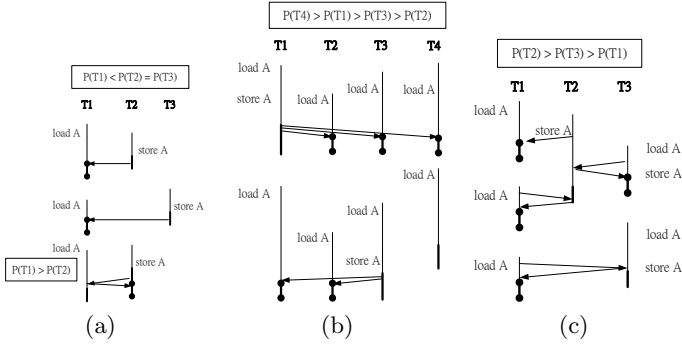 P(T4) > P(T1) > P(T3) > P(T2)
T1 T2 T3 T4
load A
load A
load A
load A
store A
load A
load A
load A
load A
store A
(b)
P(T1) < P(T2) = P(T3)
T1 T2 T3
load A
store A
load A
store A
load A
store A
P(T1) > P(T2)
(a)
P(T2) > P(T3) > P(T1)
T1 T2 T3
load A
store A
load A
store A
load A
load A
load A
store A
(c)